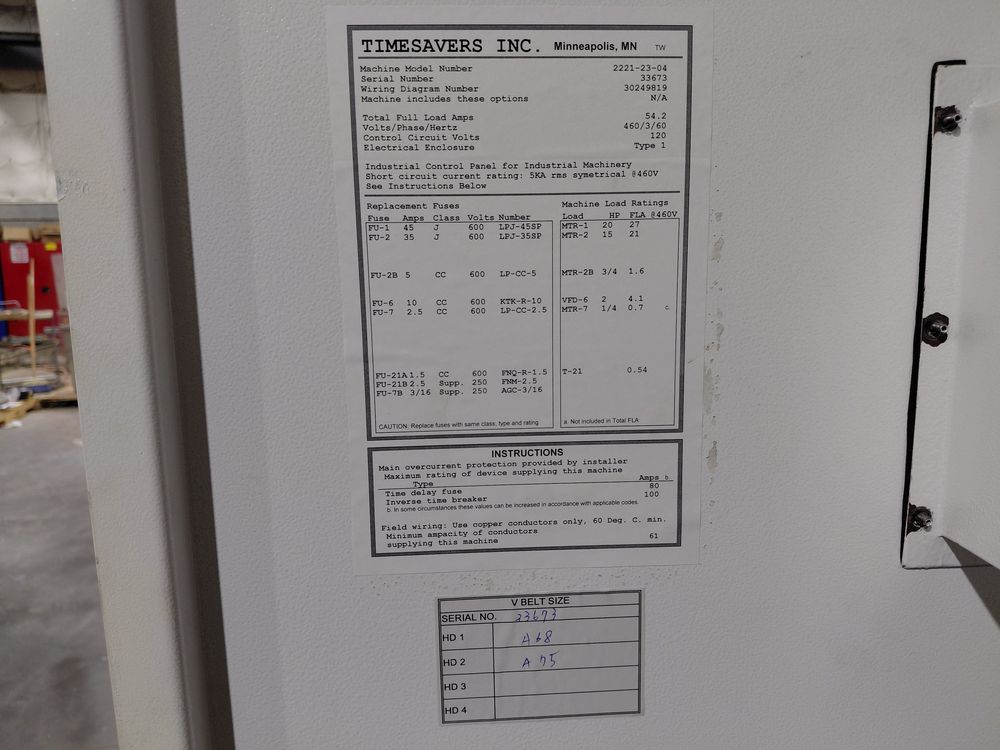 TIMESAVERS INC. Minneapolis, MN TW
Machine Model Number 2221-23-04
Serial Number 33673
Wiring Diagram Number 30249819
Machine includes these options N/A
Total Full Load Amps 54.2
Volts/Phase/Hertz 460/3/60
Control Circuit Volts 120
Electrical Enclosure Type 1
Industrial Control Panel for Industrial Machinery
Short circuit current rating: 5KA rms symetrical @460V
See Instructions Below
Replacement Fuses
Fuse Amps Class Volts Number
FU-1 45 J 600 LPJ-45SP
FU-2 35 J 600 LPJ-35SP
FU-2B 5 CC 600 LP-CC-5
FU-6 10 CC 600 KTK-R-10
FU-7 2.5 CC 600 LP-CC-2.5
FU-21A 1.5 CC 600 FNQ-R-1.5
FU-21B 2.5 Supp. 250 FNM-2.5
FU-7B 3/16 Supp. 250 AGC-3/16
CAUTION: Replace fuses with same class, type and rating
Machine Load Ratings
Load HP FLA @460V
MTR-1 20 27
MTR-2 15 21
MTR-2B 3/4 1.6
VFD-6 2 4.1
MTR-7 1/4 0.7 c.
T-21 0.54
a. Not included in Total FLA
INSTRUCTIONS
Main overcurrent protection provided by installer
Maximum rating of device supplying this machine
Type Amps b.
Time delay fuse 80
Inverse time breaker 100
b. In some circumstances these values can be increased in accordance with applicable codes.
Field wiring: Use copper conductors only, 60 Deg. C. min.
Minimum ampacity of conductors
supplying this machine 61
V BELT SIZE
SERIAL NO. 33673
HD 1 A68
HD 2 A 75
HD 3
HD 4